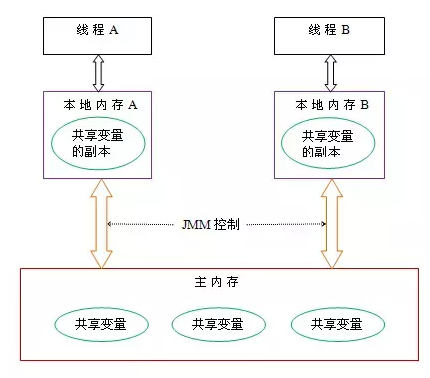 线程 A
线程 B
本地内存 A
本地内存 B
共享变量
的副本
共享变量
的副本
JMM 控制
主内存
共享变量
共享变量
共享变量